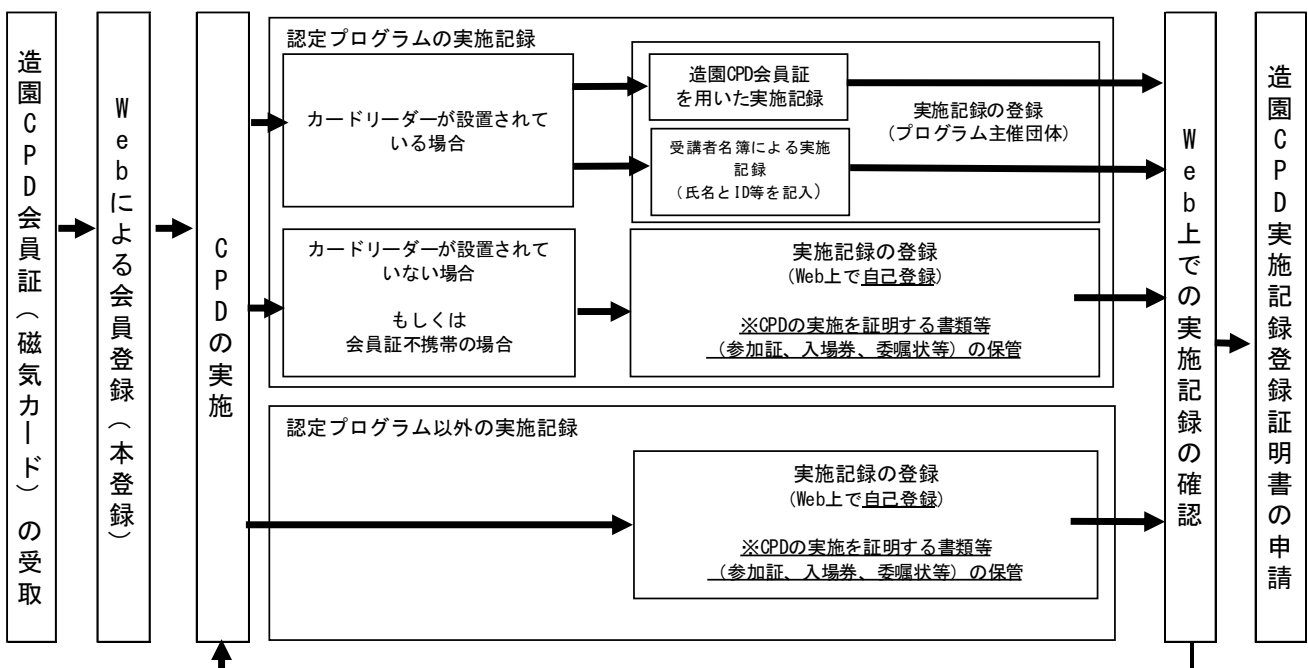 造園CPD会員証（磁気カード）の受取
Webによる会員登録（本登録）
CPDの実施
認定プログラムの実施記録
カードリーダーが設置されて
いる場合
造園CPD会員証
を用いた実施記録
受講者名簿による実施
記録
（氏名とID等を記入）
実施記録の登録
（プログラム主催団体）
カードリーダーが設置されて
いない場合
もしくは
会員証不携帯の場合
実施記録の登録
（Web上で自己登録）
※CPDの実施を証明する書類等
（参加証、入場券、委嘱状等）の保管
認定プログラム以外の実施記録
実施記録の登録
（Web上で自己登録）
※CPDの実施を証明する書類等
（参加証、入場券、委嘱状等）の保管
Web上での実施記録の確認
造園CPD実施記録登録証明書の申請